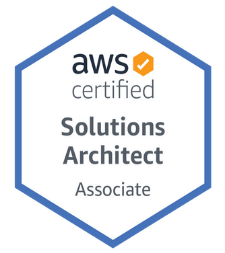 aws
certified
Solutions
Architect
Associate